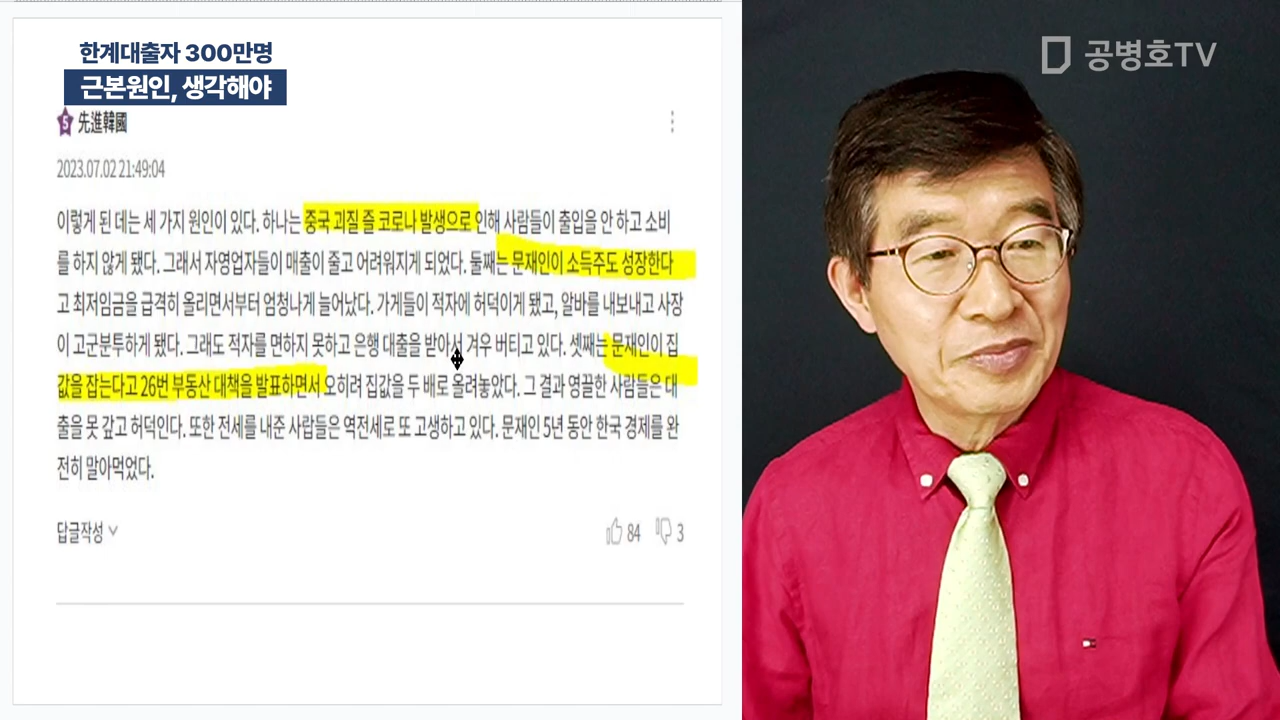 한계대출자 300만명
근본원인, 생각해야
공병호TV
S
先進韓國
2023.07.02 21:49:04
이렇게 된 데는 세 가지 원인이 있다. 하나는 중국 괴질 즐 코로나 발생으로 인해 사람들이 출입을 안 하고 소비
를 하지 않게 됐다. 그래서 자영업자들이 매출이 줄고 어려워지게 되었다. 둘째는 문재인이 소득주도 성장한다
고 최저임금을 급격히 올리면서부터 엄청나게 늘어났다. 가게들이 적자에 허덕이게 됐고, 알바를 내보내고 사장
이 고군분투하게 됐다. 그래도 적자를 면하지 못하고 은행 대출을 받아서 겨우 버티고 있다. 셋째는 문재인이 집
값을 잡는다고 26번 부동산 대책을 발표하면서 오히려 집값을 두 배로 올려놓았다. 그 결과 영끌한 사람들은 대
출을 못 갚고 허덕인다. 또한 전세를 내준 사랍들은 역전세로 또 고생하고 있다. 문재인 5년 동안 한국 경제를 완
전히 말아먹었다.
답글작성
84 3